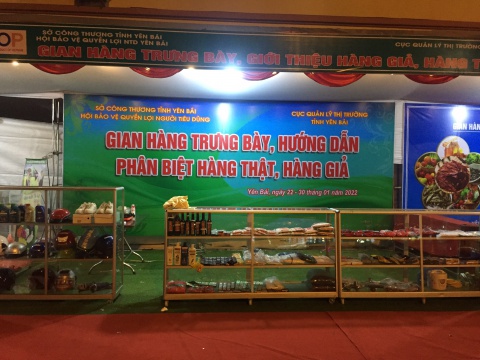 OP
SỞ CÔNG THƯƠNG TỈNH YÊN BÁI
HỘI BẢO VỆ QUYỀN LỢI NTD YÊN BÁI
CỤC QUẢN LÝ THỊ TRƯỜNG
GIAN HÀNG TRƯNG BÀY, GIỚI THIỆU HÀNG GIẢ, HÀNG
SỞ CÔNG THƯƠNG TỈNH YÊN BÁI
HỘI BẢO VỆ QUYỀN LỢI NGƯỜI TIÊU DÙNG
CỤC QUẢN LÝ THỊ TRƯỜNG
TỈNH YÊN BÁI
GIAN HÀNG TRƯNG BÀY, HƯỚNG DẪN
PHÂN BIỆT HÀNG THẬT, HÀNG GIẢ
Yên Bái, ngày 22 - 30 tháng 01 năm 2022
GIAN HÀN